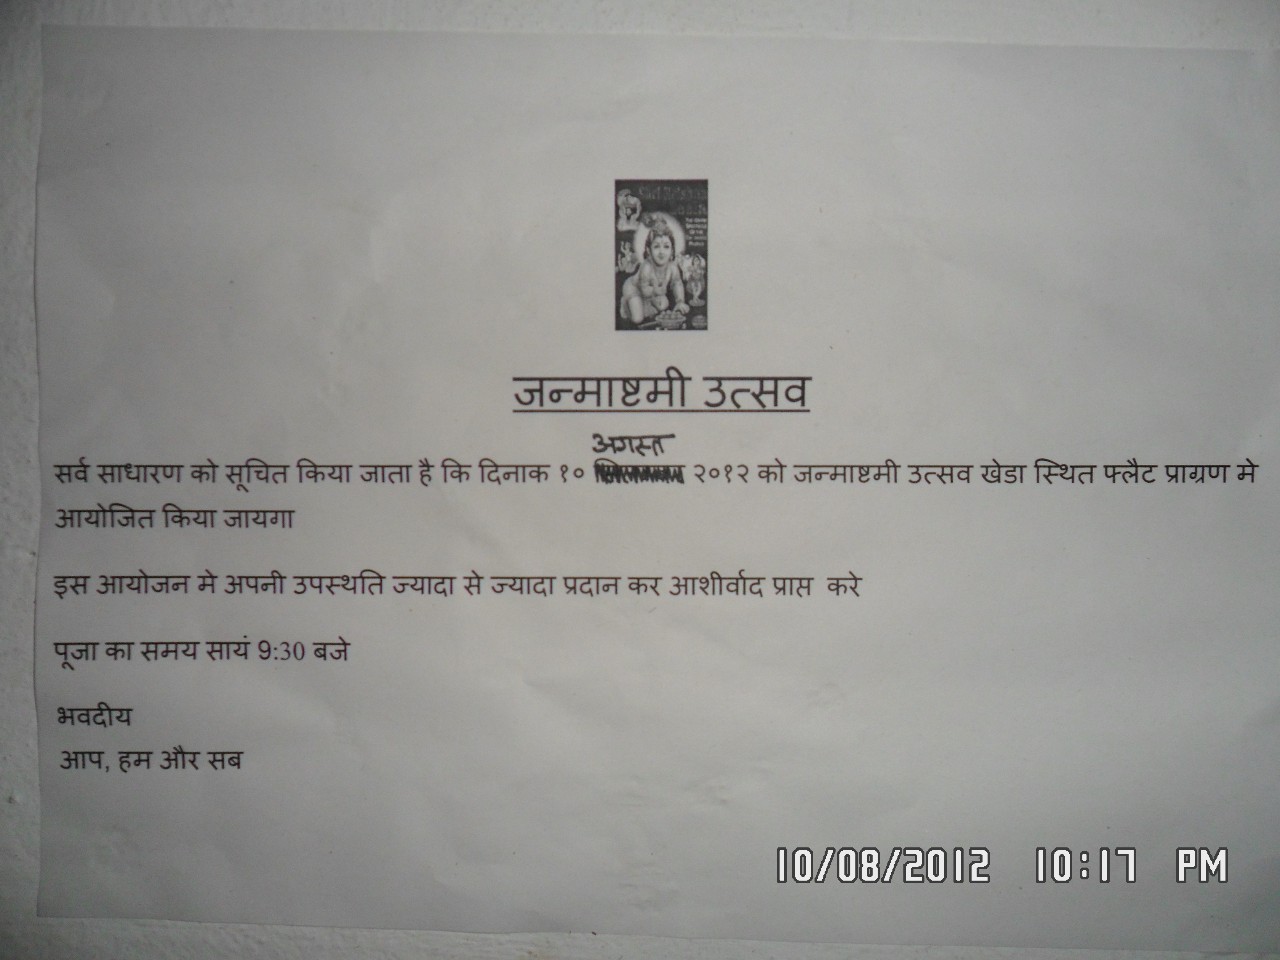 जन्माष्टमी उत्सव
अगस्त
सर्व साधारण को सूचित किया जाता है कि दिनाक १० २०१२ को जन्माष्टमी उत्सव खेडा स्थित फ्लैट प्राग्रण मे
आयोजित किया जायगा
इस आयोजन मे अपनी उपस्थति ज्यादा से ज्यादा प्रदान कर आशीर्वाद प्राप्त करे
पूजा का समय सायं 9:30 बजे
भवदीय
आप, हम और सब
10/08/2012 10:17 PM